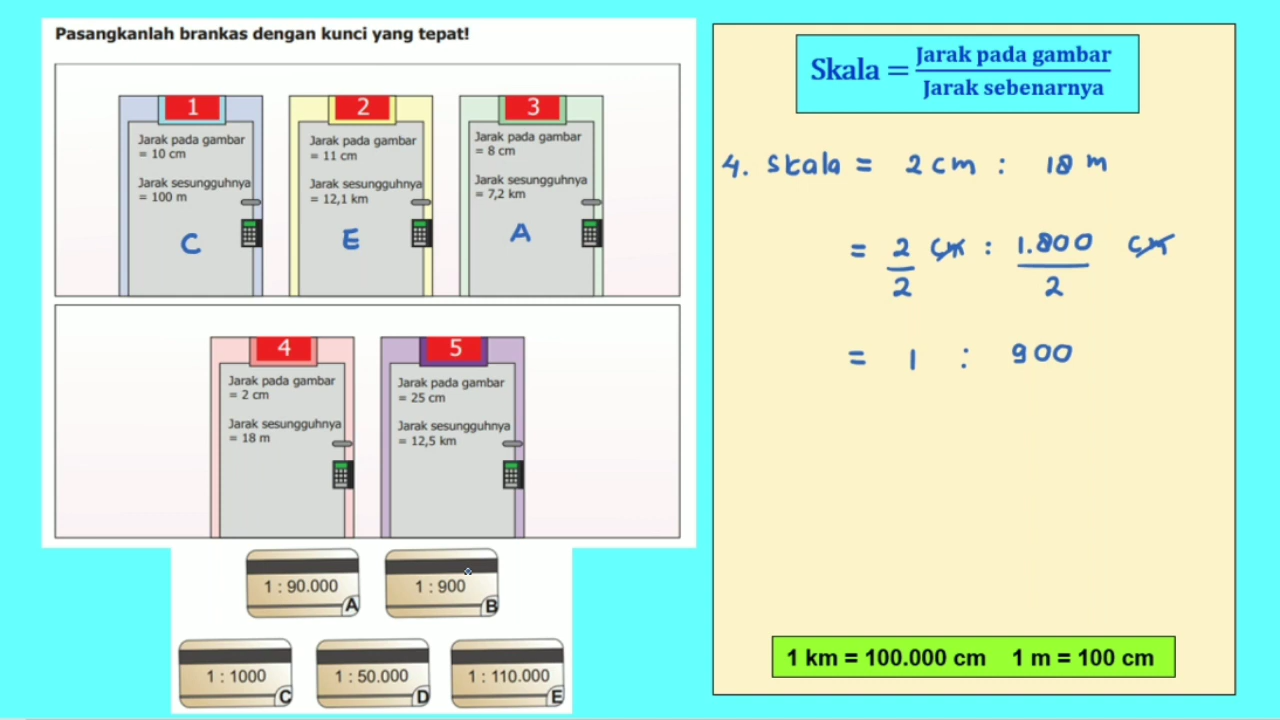 Pasangkanlah brankas dengan kunci yang tepat!
1
Jarak pada gambar
= 10 cm
Jarak sesungguhnya
= 100 m
C
2
Jarak pada gambar
= 11 cm
Jarak sesungguhnya
= 12,1 km
E
3
Jarak pada gambar
= 8 cm
Jarak sesungguhnya
= 7,2 km
A
4
Jarak pada gambar
= 2 cm
Jarak sesungguhnya
= 18 m
5
Jarak pada gambar
= 25 cm
Jarak sesungguhnya
= 12,5 km
1 : 90.000
A
1 : 900
B
1 : 1000
C
1 : 50.000
D
1 : 110.000
E
Skala = Jarak pada gambar
Jarak sebenarnya
4. Skala = 2 cm : 18 m
= 2 cm : 1.800 cm
2 2
= 1 : 900
1 km = 100.000 cm 1 m = 100 cm